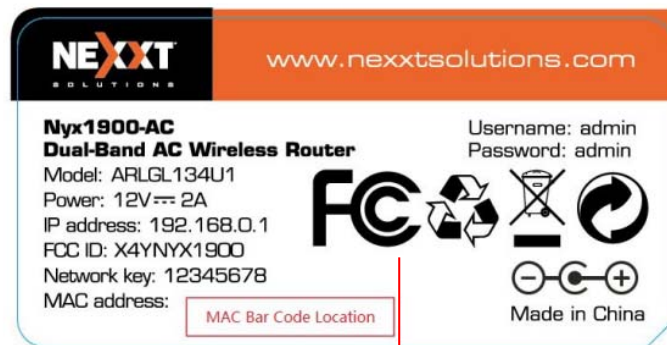 NEXXT
SOLUTIONS
www.nexxtsolutions.com
Nyx1900-AC
Dual-Band AC Wireless Router
Model: ARLGL134U1
Power: 12V⎓ 2A
IP address: 192.168.0.1
FCC ID: X4YNYX1900
Network key: 12345678
MAC address:
MAC Bar Code Location
Username: admin
Password: admin
FC
Made in China